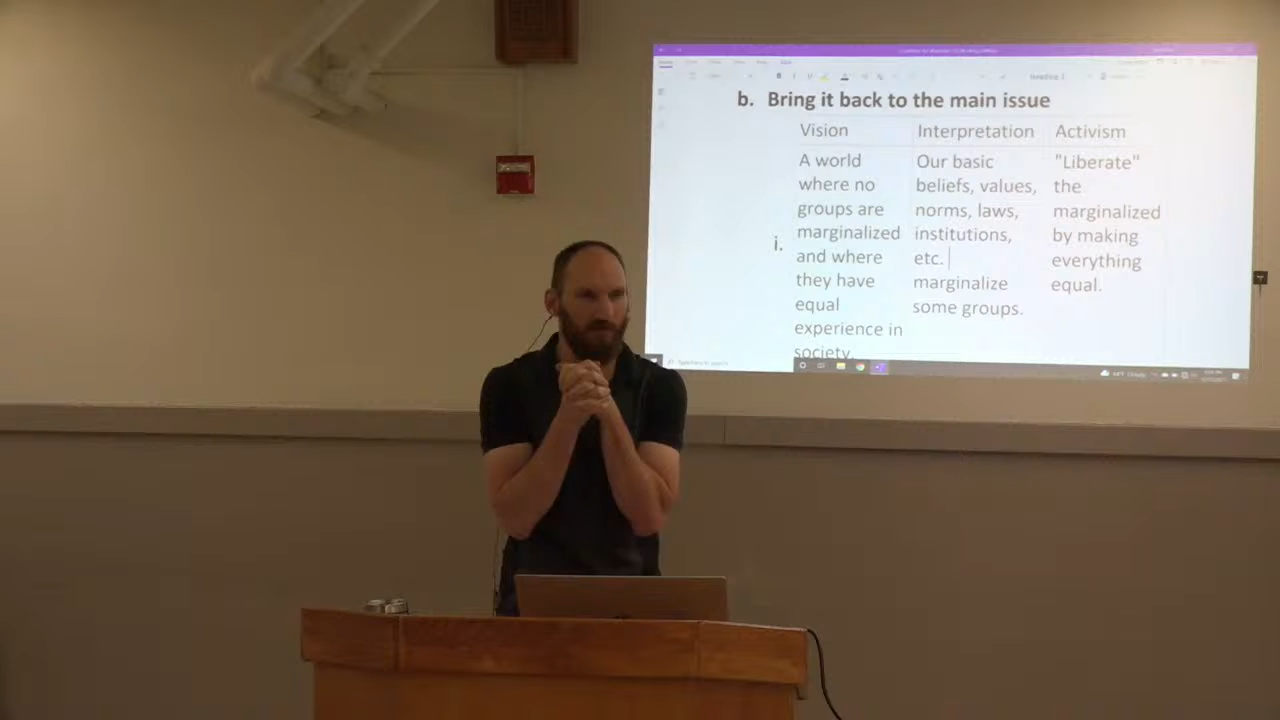 Heading 1
b. Bring it back to the main issue
Vision Interpretation Activism
A world
where no
groups are
marginalized
and where
they have
equal
experience in
society.
Our basic
beliefs, values,
norms, laws,
institutions,
etc.
marginalize
some groups.
"Liberate"
the
marginalized
by making
everything
equal.
i.